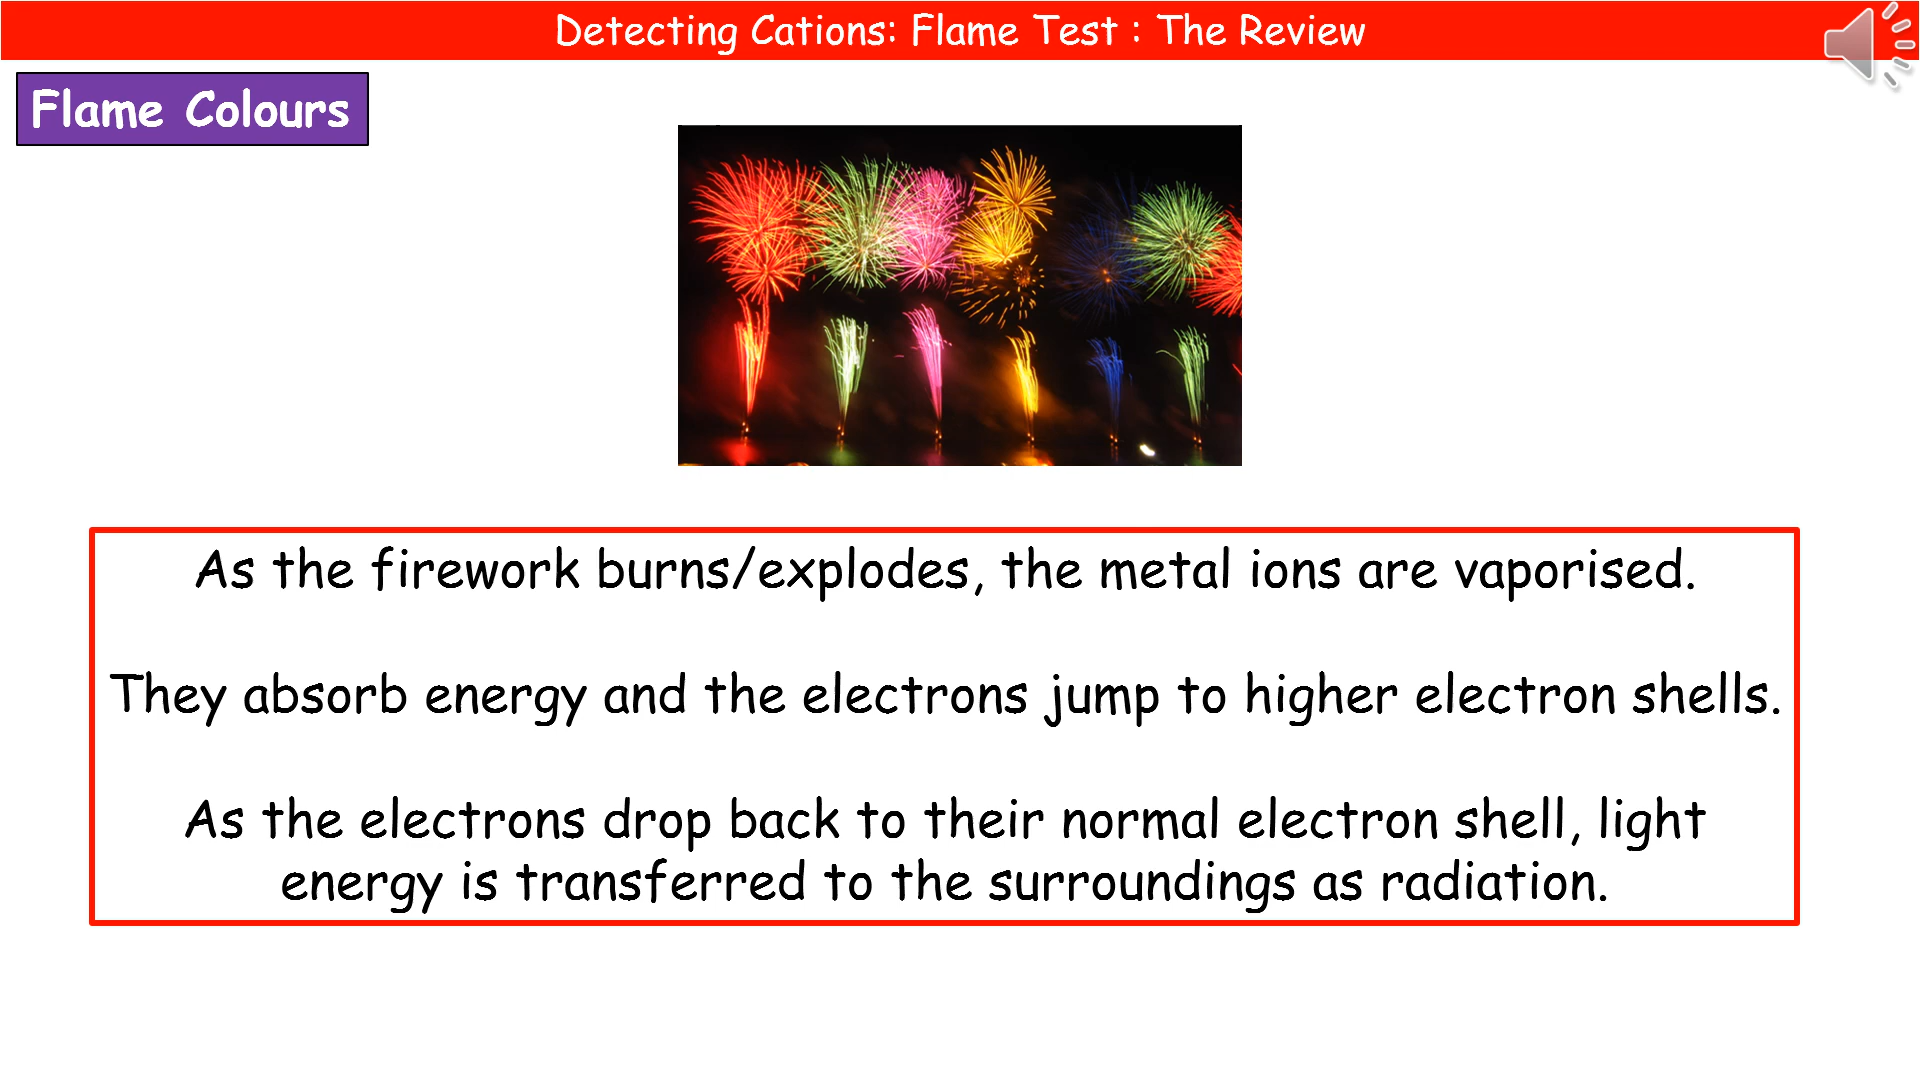 Detecting Cations: Flame Test : The Review
Flame Colours
As the firework burns/explodes, the metal ions are vaporised.
They absorb energy and the electrons jump to higher electron shells.
As the electrons drop back to their normal electron shell, light
energy is transferred to the surroundings as radiation.